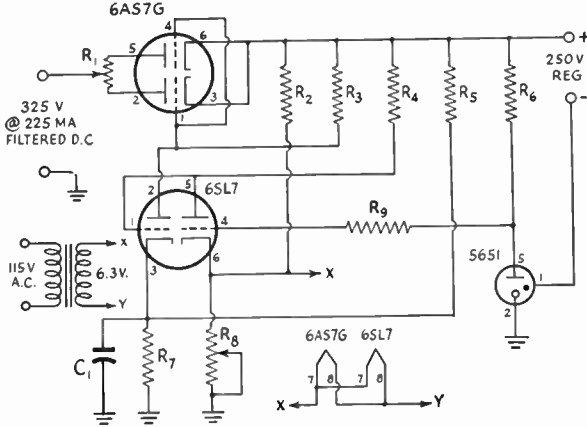 6AS7G
4
6
5
R1
2
3
1
+
250V
REG
−
R2
R3
R4
R5
R6
325 V
@ 225 MA
FILTERED D.C
2
5
6SL7
1
4
R9
3
6
X
5651
5
1
2
115V
A.C.
6.3V.
X
Y
C1
R7
R8
6AS7G
6SL7
7
8
7
8
X
Y